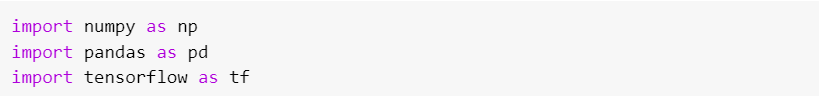 import numpy as np
import pandas as pd
import tensorflow as tf